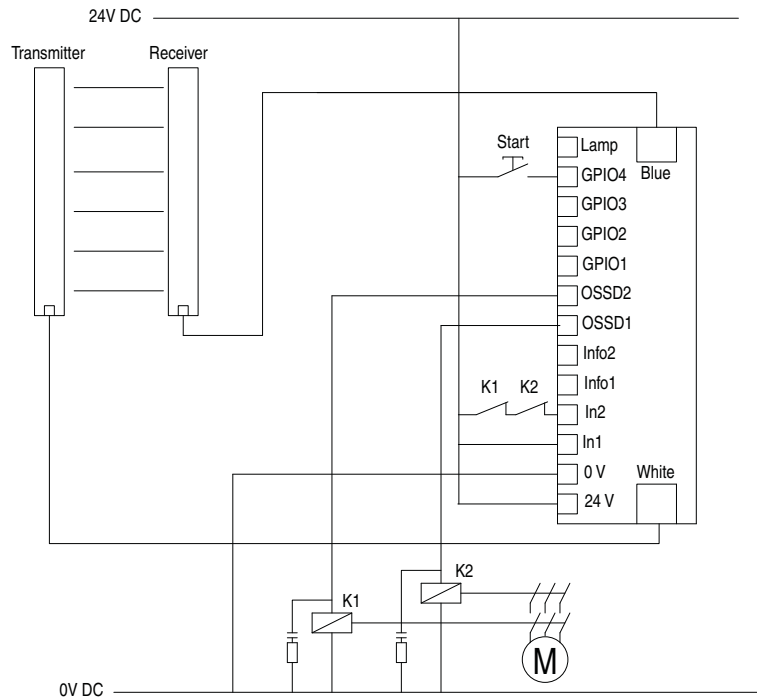 24V DC
Transmitter
Receiver
Start
Lamp
GPIO4
Blue
GPIO3
GPIO2
GPIO1
OSSD2
OSSD1
Info2
Info1
K1 K2
In2
In1
0 V
White
24 V
K2
K1
M
0V DC